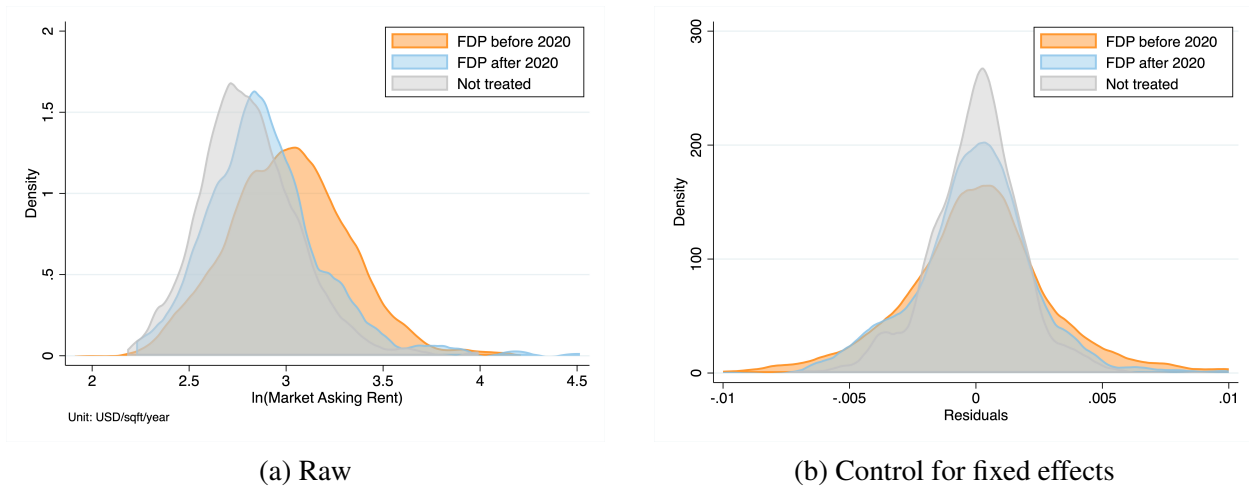 2
1.5
1
.5
0
Density
2
2.5
3
3.5
4
4.5
ln(Market Asking Rent)
Unit: USD/sqft/year
FDP before 2020
FDP after 2020
Not treated
(a) Raw
300
200
100
0
Density
-.01
-.005
0
.005
.01
Residuals
FDP before 2020
FDP after 2020
Not treated
(b) Control for fixed effects